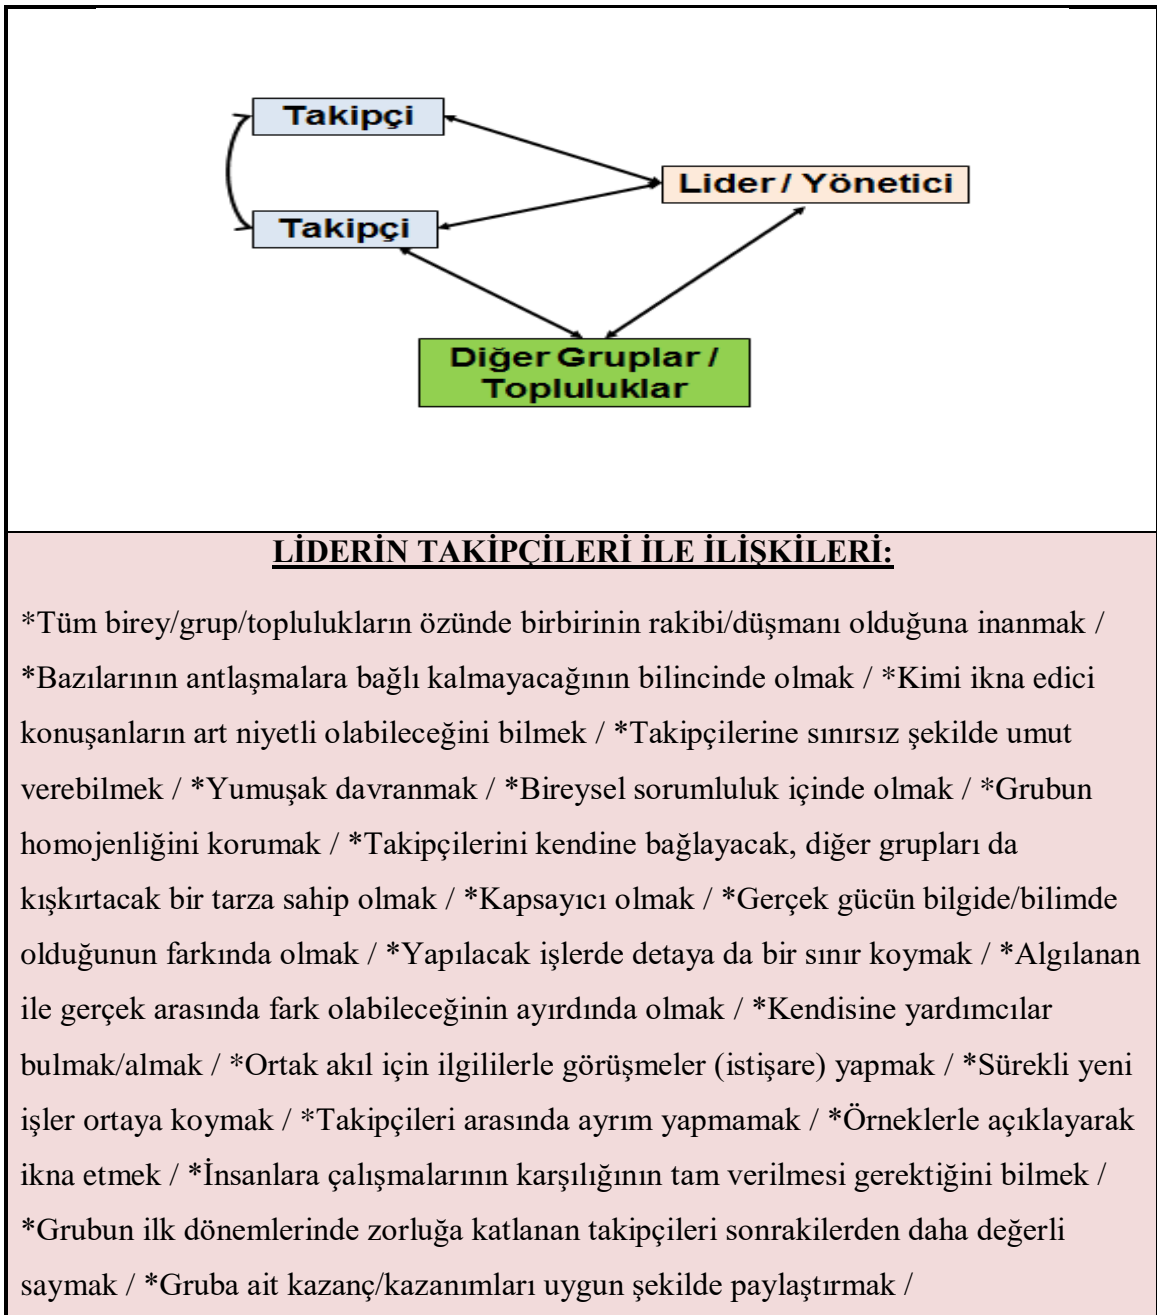 Takipçi
Lider / Yönetici
Takipçi
Diğer Gruplar /
Topluluklar
LİDERİN TAKİPÇİLERİ İLE İLİŞKİLERİ:
*Tüm birey/grup/toplulukların özünde birbirinin rakibi/düşmanı olduğuna inanmak /
*Bazılarının antlaşmalara bağlı kalmayacağının bilincinde olmak / *Kimi ikna edici
konuşanların art niyetli olabileceğini bilmek / *Takipçilerine sınırsız şekilde umut
verebilmek / *Yumuşak davranmak / *Bireysel sorumluluk içinde olmak / *Grubun
homojenliğini korumak / *Takipçilerini kendine bağlayacak, diğer grupları da
kışkırtacak bir tarza sahip olmak / *Kapsayıcı olmak / *Gerçek gücün bilgide/bilimde
olduğunun farkında olmak / *Yapılacak işlerde detaya da bir sınır koymak / *Algılanan
ile gerçek arasında fark olabileceğinin ayırdında olmak / *Kendisine yardımcılar
bulmak/almak / *Ortak akıl için ilgililerle görüşmeler (istişare) yapmak / *Sürekli yeni
işler ortaya koymak / *Takipçileri arasında ayrım yapmamak / *Örneklerle açıklayarak
ikna etmek / *İnsanlara çalışmalarının karşılığının tam verilmesi gerektiğini bilmek /
*Grubun ilk dönemlerinde zorluğa katlanan takipçileri sonrakilerden daha değerli
saymak / *Gruba ait kazanç/kazanımları uygun şekilde paylaştırmak /